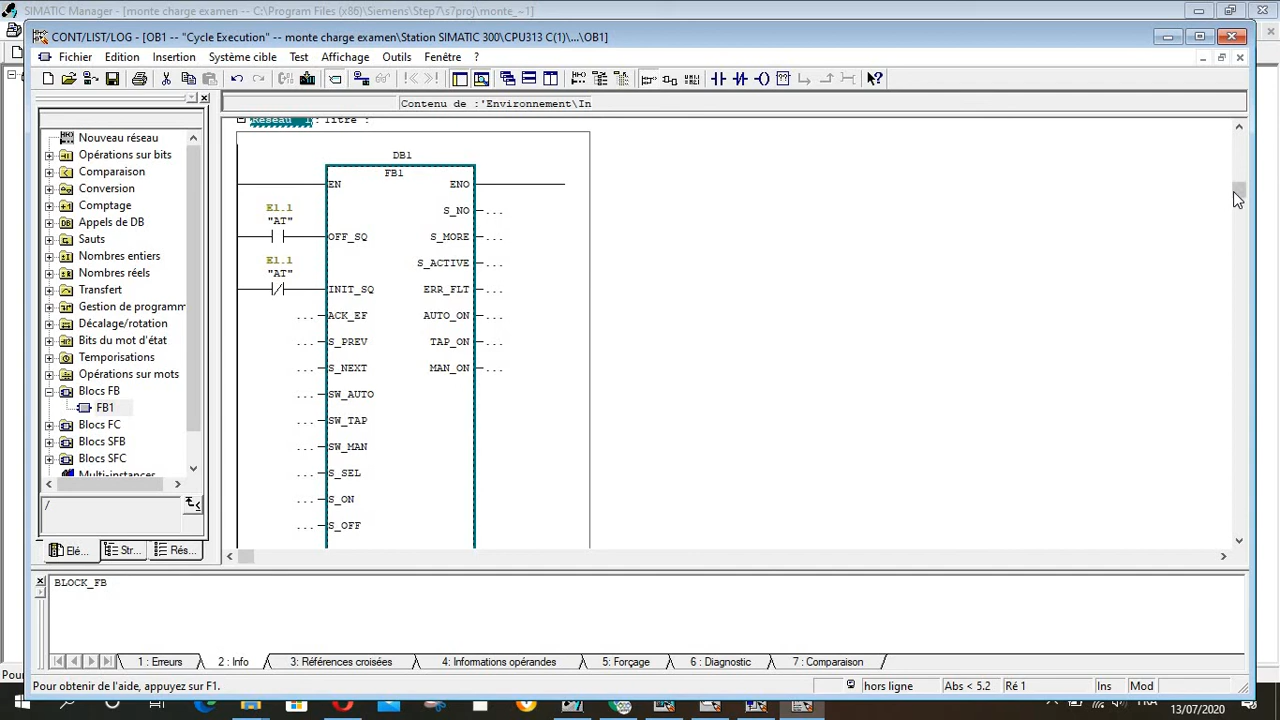 SIMATIC Manager - [monte charge examen -- C:\Program Files (x86)\Siemens\Step7\s7proj\monte_~1]
CONT/LIST/LOG - [OB1 -- "Cycle Execution" -- monte charge examen\Station SIMATIC 300\CPU313 C(1)\...\OB1]
Fichier Edition Insertion Système cible Test Affichage Outils Fenêtre ?
Contenu de :'Environnement\In
Réseau 1 : Titre :
Nouveau réseau
Opérations sur bits
Comparaison
Conversion
Comptage
Appels de DB
Sauts
Nombres entiers
Nombres réels
Transfert
Gestion de programm
Décalage/rotation
Bits du mot d'état
Temporisations
Opérations sur mots
Blocs FB
FB1
Blocs FC
Blocs SFB
Blocs SFC
Multi-instances
/
Elé... Str... Rés...
DB1
FB1
EN ENO
S_NO ...
E1.1
"AT"
OFF_SQ S_MORE ...
S_ACTIVE ...
E1.1
"AT"
INIT_SQ ERR_FLT ...
... ACK_EF AUTO_ON ...
... S_PREV TAP_ON ...
... S_NEXT MAN_ON ...
... SW_AUTO
... SW_TAP
... SW_MAN
... S_SEL
... S_ON
... S_OFF
BLOCK_FB
1 : Erreurs 2 : Info 3: Références croisées 4: Informations opérandes 5: Forçage 6 : Diagnostic 7 : Comparaison
Pour obtenir de l'aide, appuyez sur F1.
hors ligne Abs < 5.2 Ré 1 Ins Mod
Pou
FRA
13/07/2020